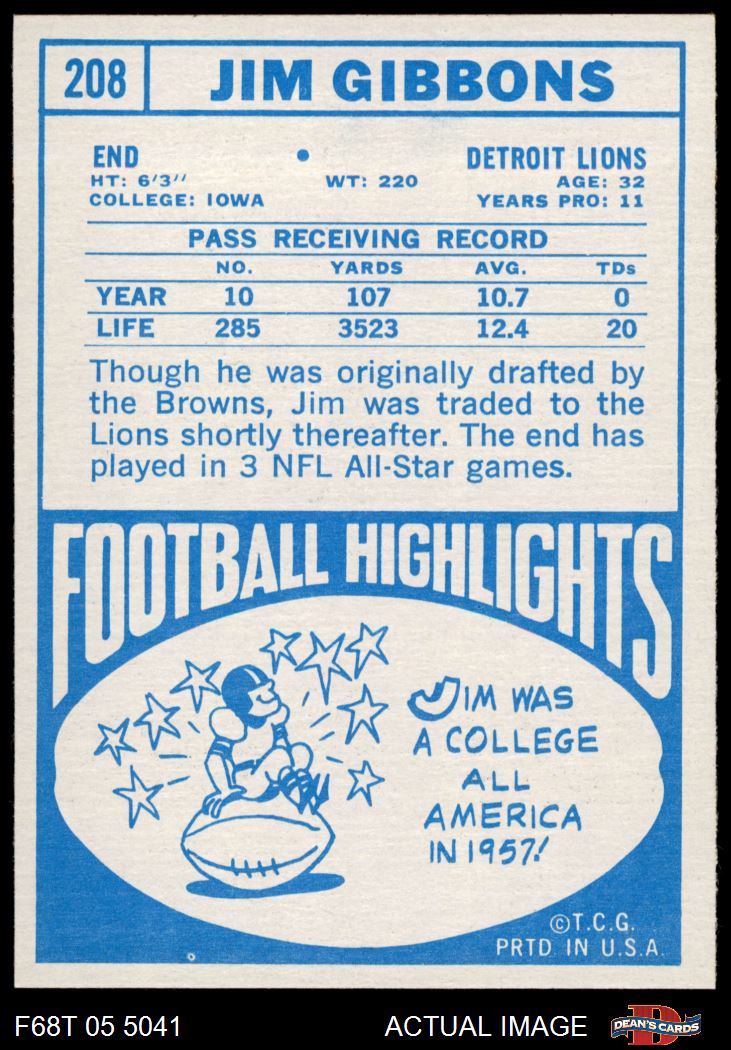 208 JIM GIBBONS
END DETROIT LIONS
HT: 6'3" WT: 220 AGE: 32
COLLEGE: IOWA YEARS PRO: 11
PASS RECEIVING RECORD
NO. YARDS AVG. TDs
YEAR 10 107 10.7 0
LIFE 285 3523 12.4 20
Though he was originally drafted by
the Browns, Jim was traded to the
Lions shortly thereafter. The end has
played in 3 NFL All-Star games.
FOOTBALL HIGHLIGHTS
JIM WAS
A COLLEGE
ALL
AMERICA
IN 1957!
©T.C.G.
PRTD IN U.S.A.
F68T 05 5041 ACTUAL IMAGE DEAN'S CARDS